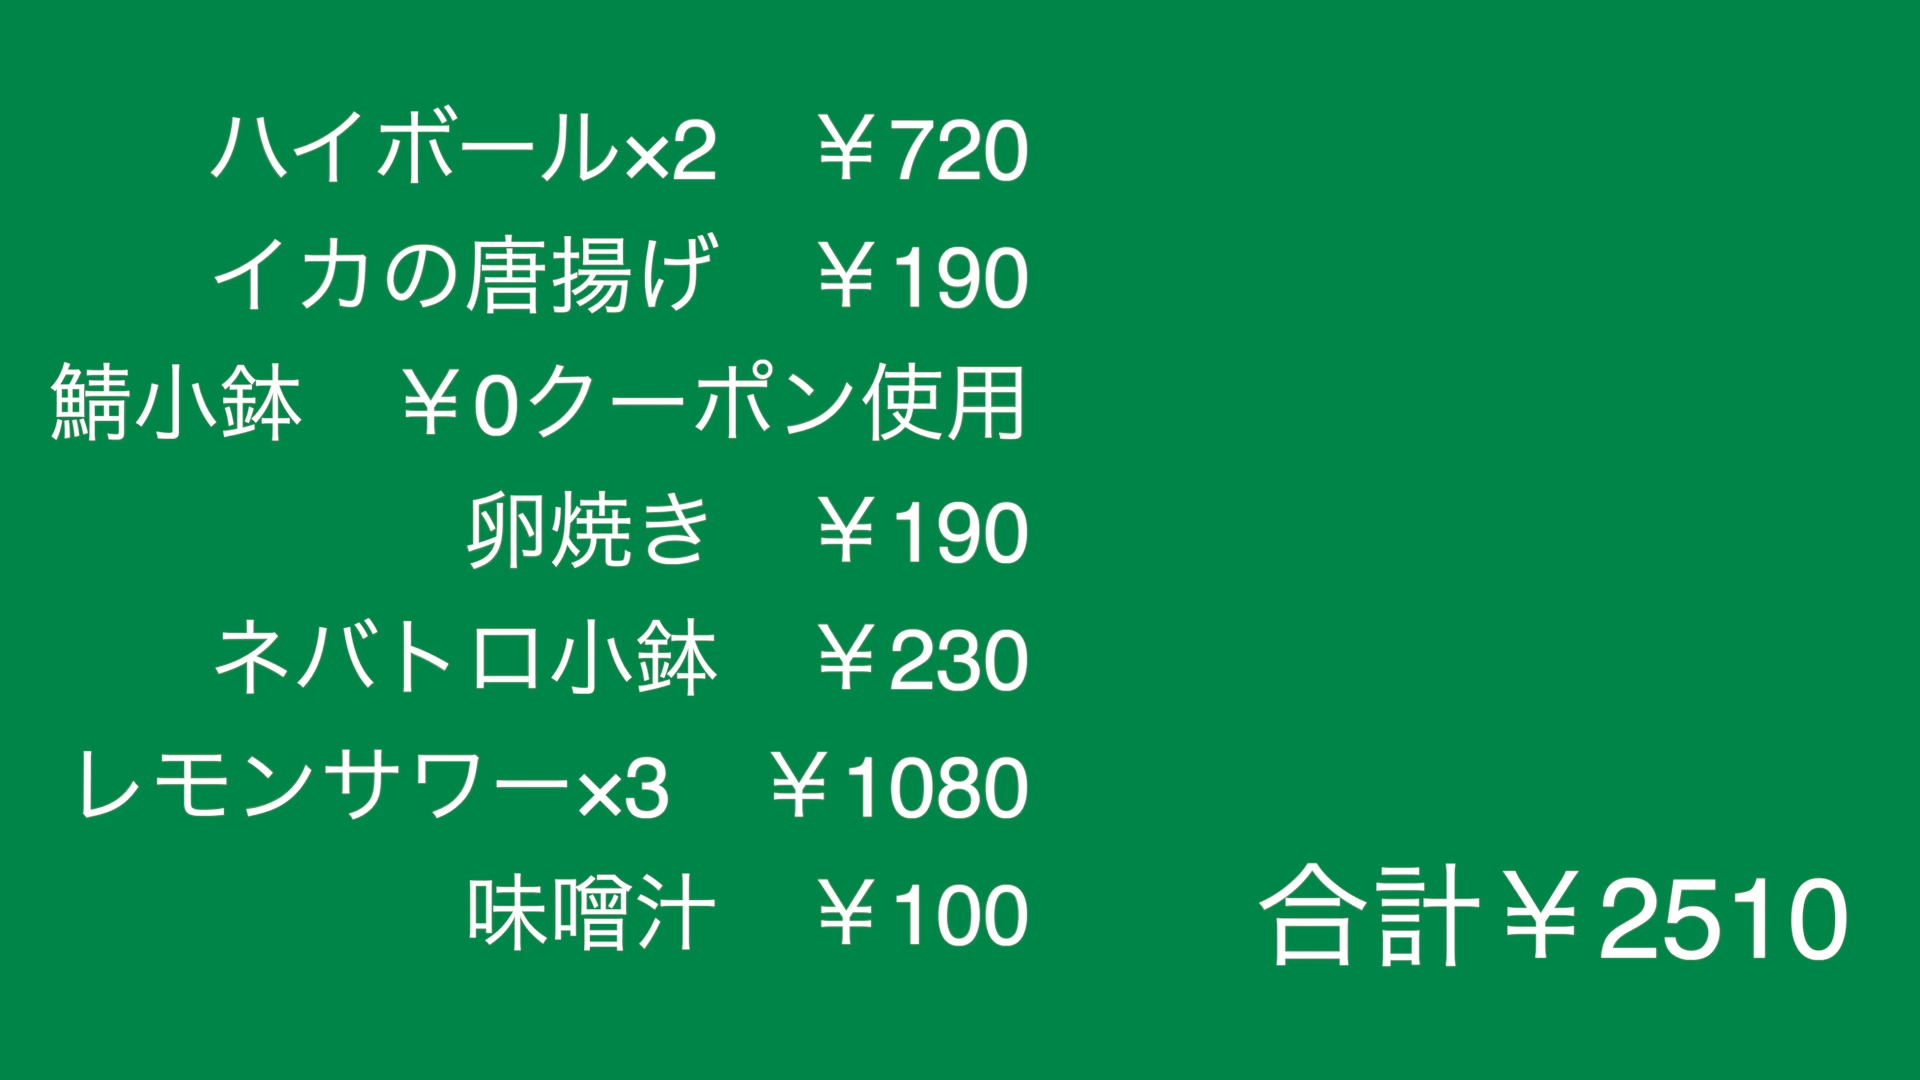 ハイボール×2　￥720
イカの唐揚げ　￥190
鯖小鉢　￥0クーポン使用
卵焼き　￥190
ネバトロ小鉢　￥230
レモンサワー×3　￥1080
味噌汁　￥100
合計￥2510